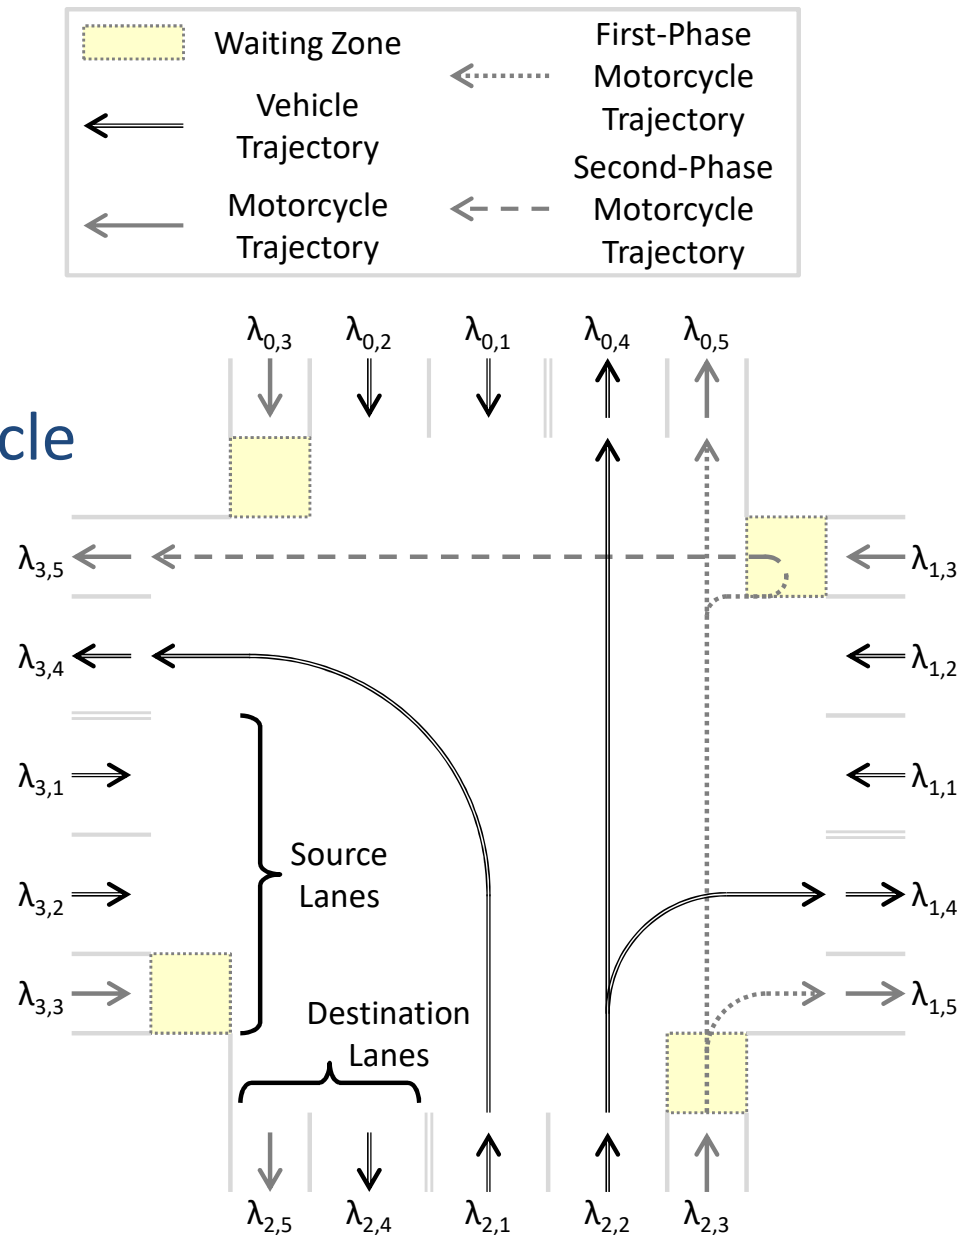 Waiting Zone
Vehicle
Trajectory
Motorcycle
Trajectory
First-Phase
Motorcycle
Trajectory
Second-Phase
Motorcycle
Trajectory
λ0,3 λ0,2 λ0,1 λ0,4 λ0,5
cle
λ3,5 λ1,3
λ3,4 λ1,2
λ3,1 λ1,1
Source
Lanes
λ3,2 λ1,4
λ3,3 λ1,5
Destination
Lanes
λ2,5 λ2,4 λ2,1 λ2,2 λ2,3